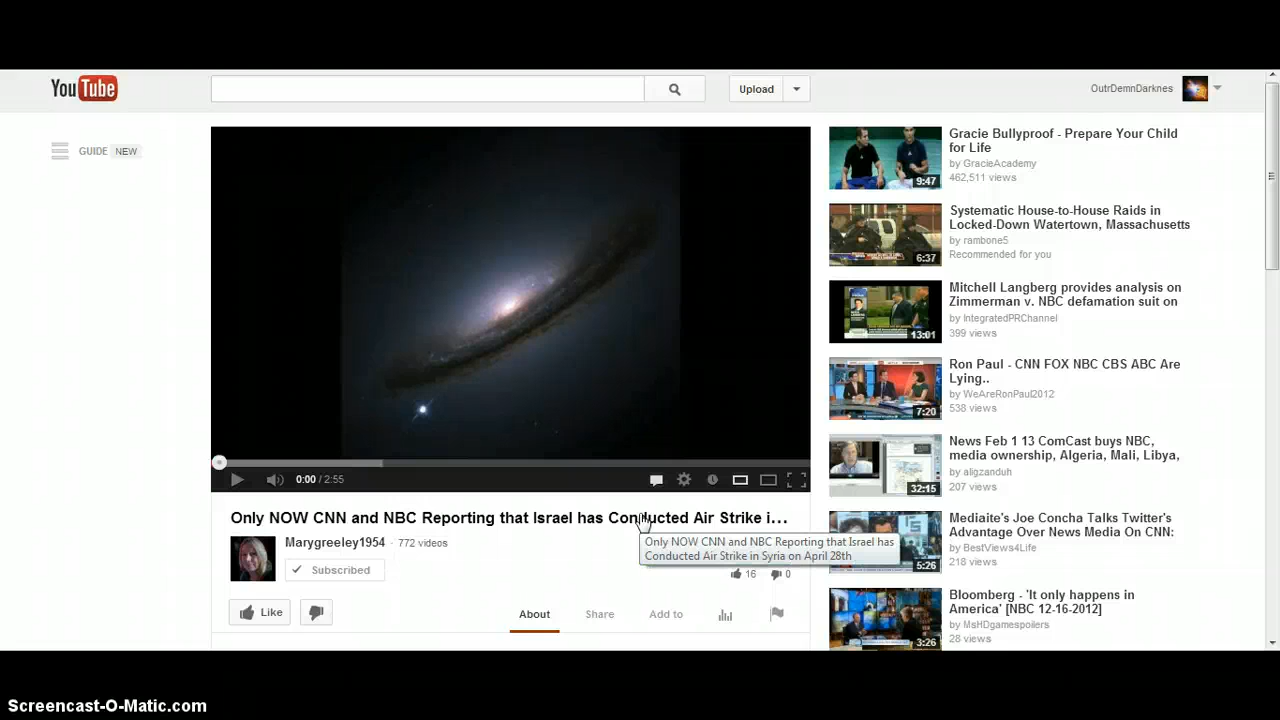 YouTube
Upload
OutrDemnDarknes
GUIDE NEW
0:00 / 2:55
Only NOW CNN and NBC Reporting that Israel has Conducted Air Strike i...
Marygreeley1954 · 772 videos
Subscribed
Only NOW CNN and NBC Reporting that Israel has
Conducted Air Strike in Syria on April 28th
16 0
Like
About Share Add to
9:47
Gracie Bullyproof - Prepare Your Child
for Life
by GracieAcademy
462,511 views
6:37
Systematic House-to-House Raids in
Locked-Down Watertown, Massachusetts
by rambone5
Recommended for you
13:01
Mitchell Langberg provides analysis on
Zimmerman v. NBC defamation suit on
by IntegratedPRChannel
399 views
7:20
Ron Paul - CNN FOX NBC CBS ABC Are
Lying..
by WeAreRonPaul2012
538 views
32:15
News Feb 1 13 ComCast buys NBC,
media ownership, Algeria, Mali, Libya,
by aligzanduh
207 views
5:26
Mediaite's Joe Concha Talks Twitter's
Advantage Over News Media On CNN:
by BestViews4Life
218 views
3:26
Bloomberg - 'It only happens in
America' [NBC 12-16-2012]
by MsHDgamespoilers
28 views
Screencast-O-Matic.com